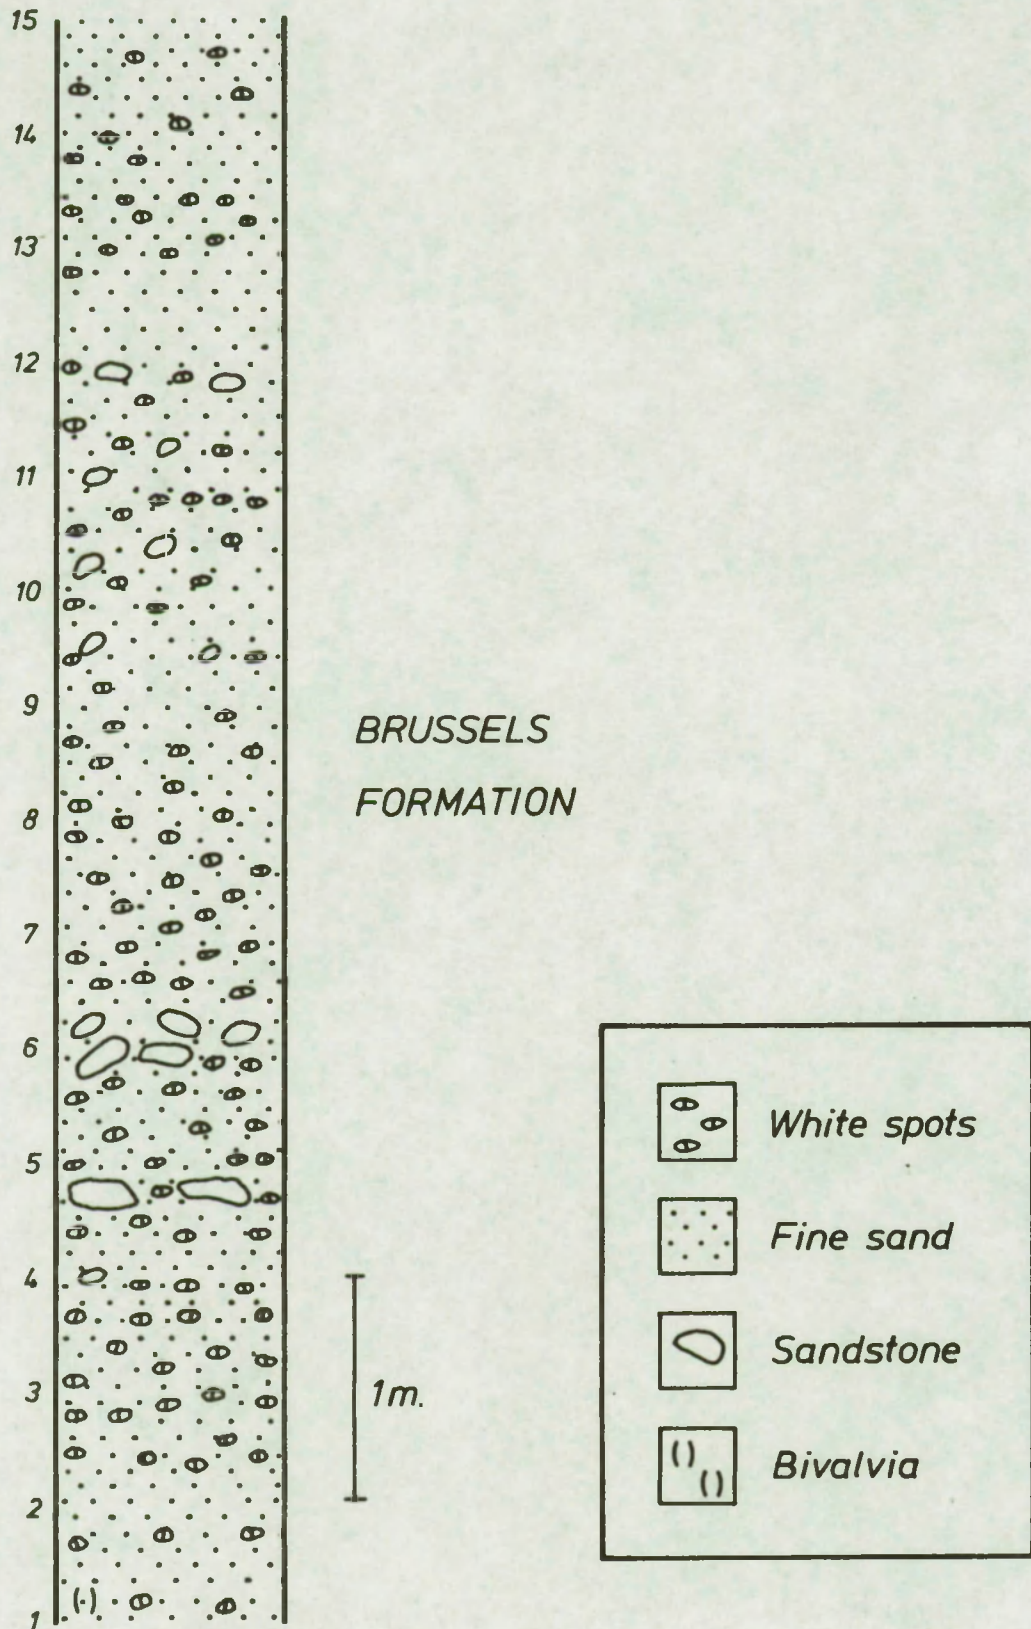 15
14
13
12
11
10
9
8
7
6
5
4
3
2
1
BRUSSELS
FORMATION
1m.
White spots
Fine sand
Sandstone
Bivalvia